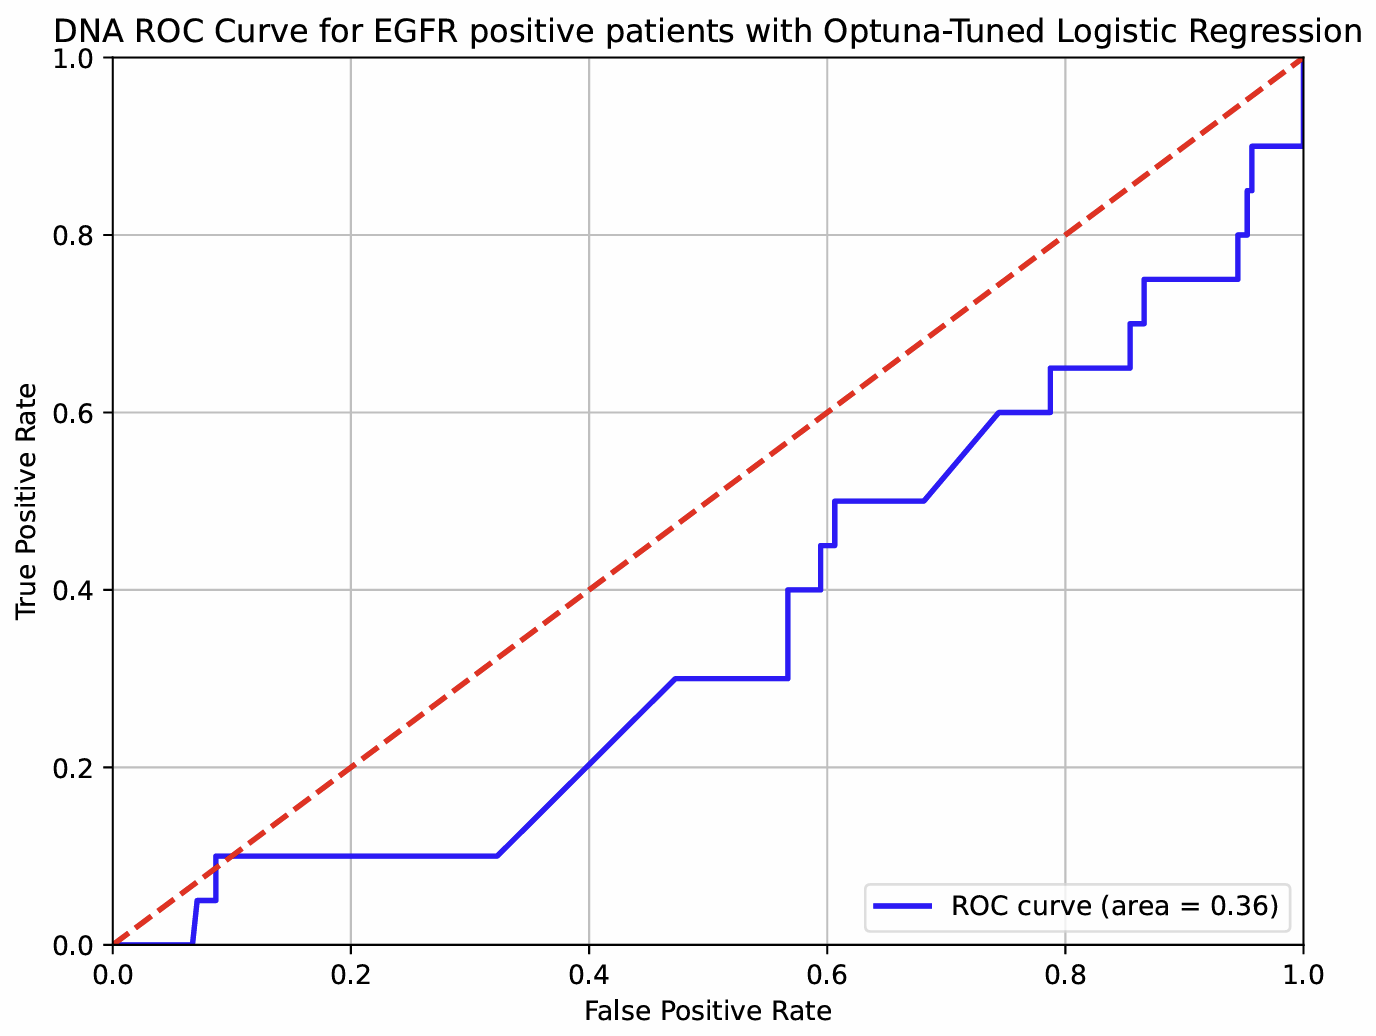 DNA ROC Curve for EGFR positive patients with Optuna-Tuned Logistic Regression
1.0
0.8
0.6
0.4
0.2
0.0
True Positive Rate
ROC curve (area = 0.36)
0.0 0.2 0.4 0.6 0.8 1.0
False Positive Rate